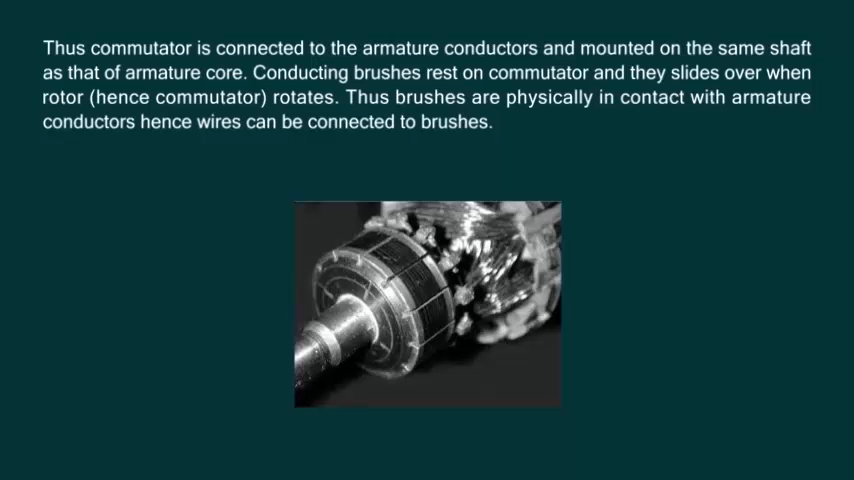 Thus commutator is connected to the armature conductors and mounted on the same shaft
as that of armature core. Conducting brushes rest on commutator and they slides over when
rotor (hence commutator) rotates. Thus brushes are physically in contact with armature
conductors hence wires can be connected to brushes.